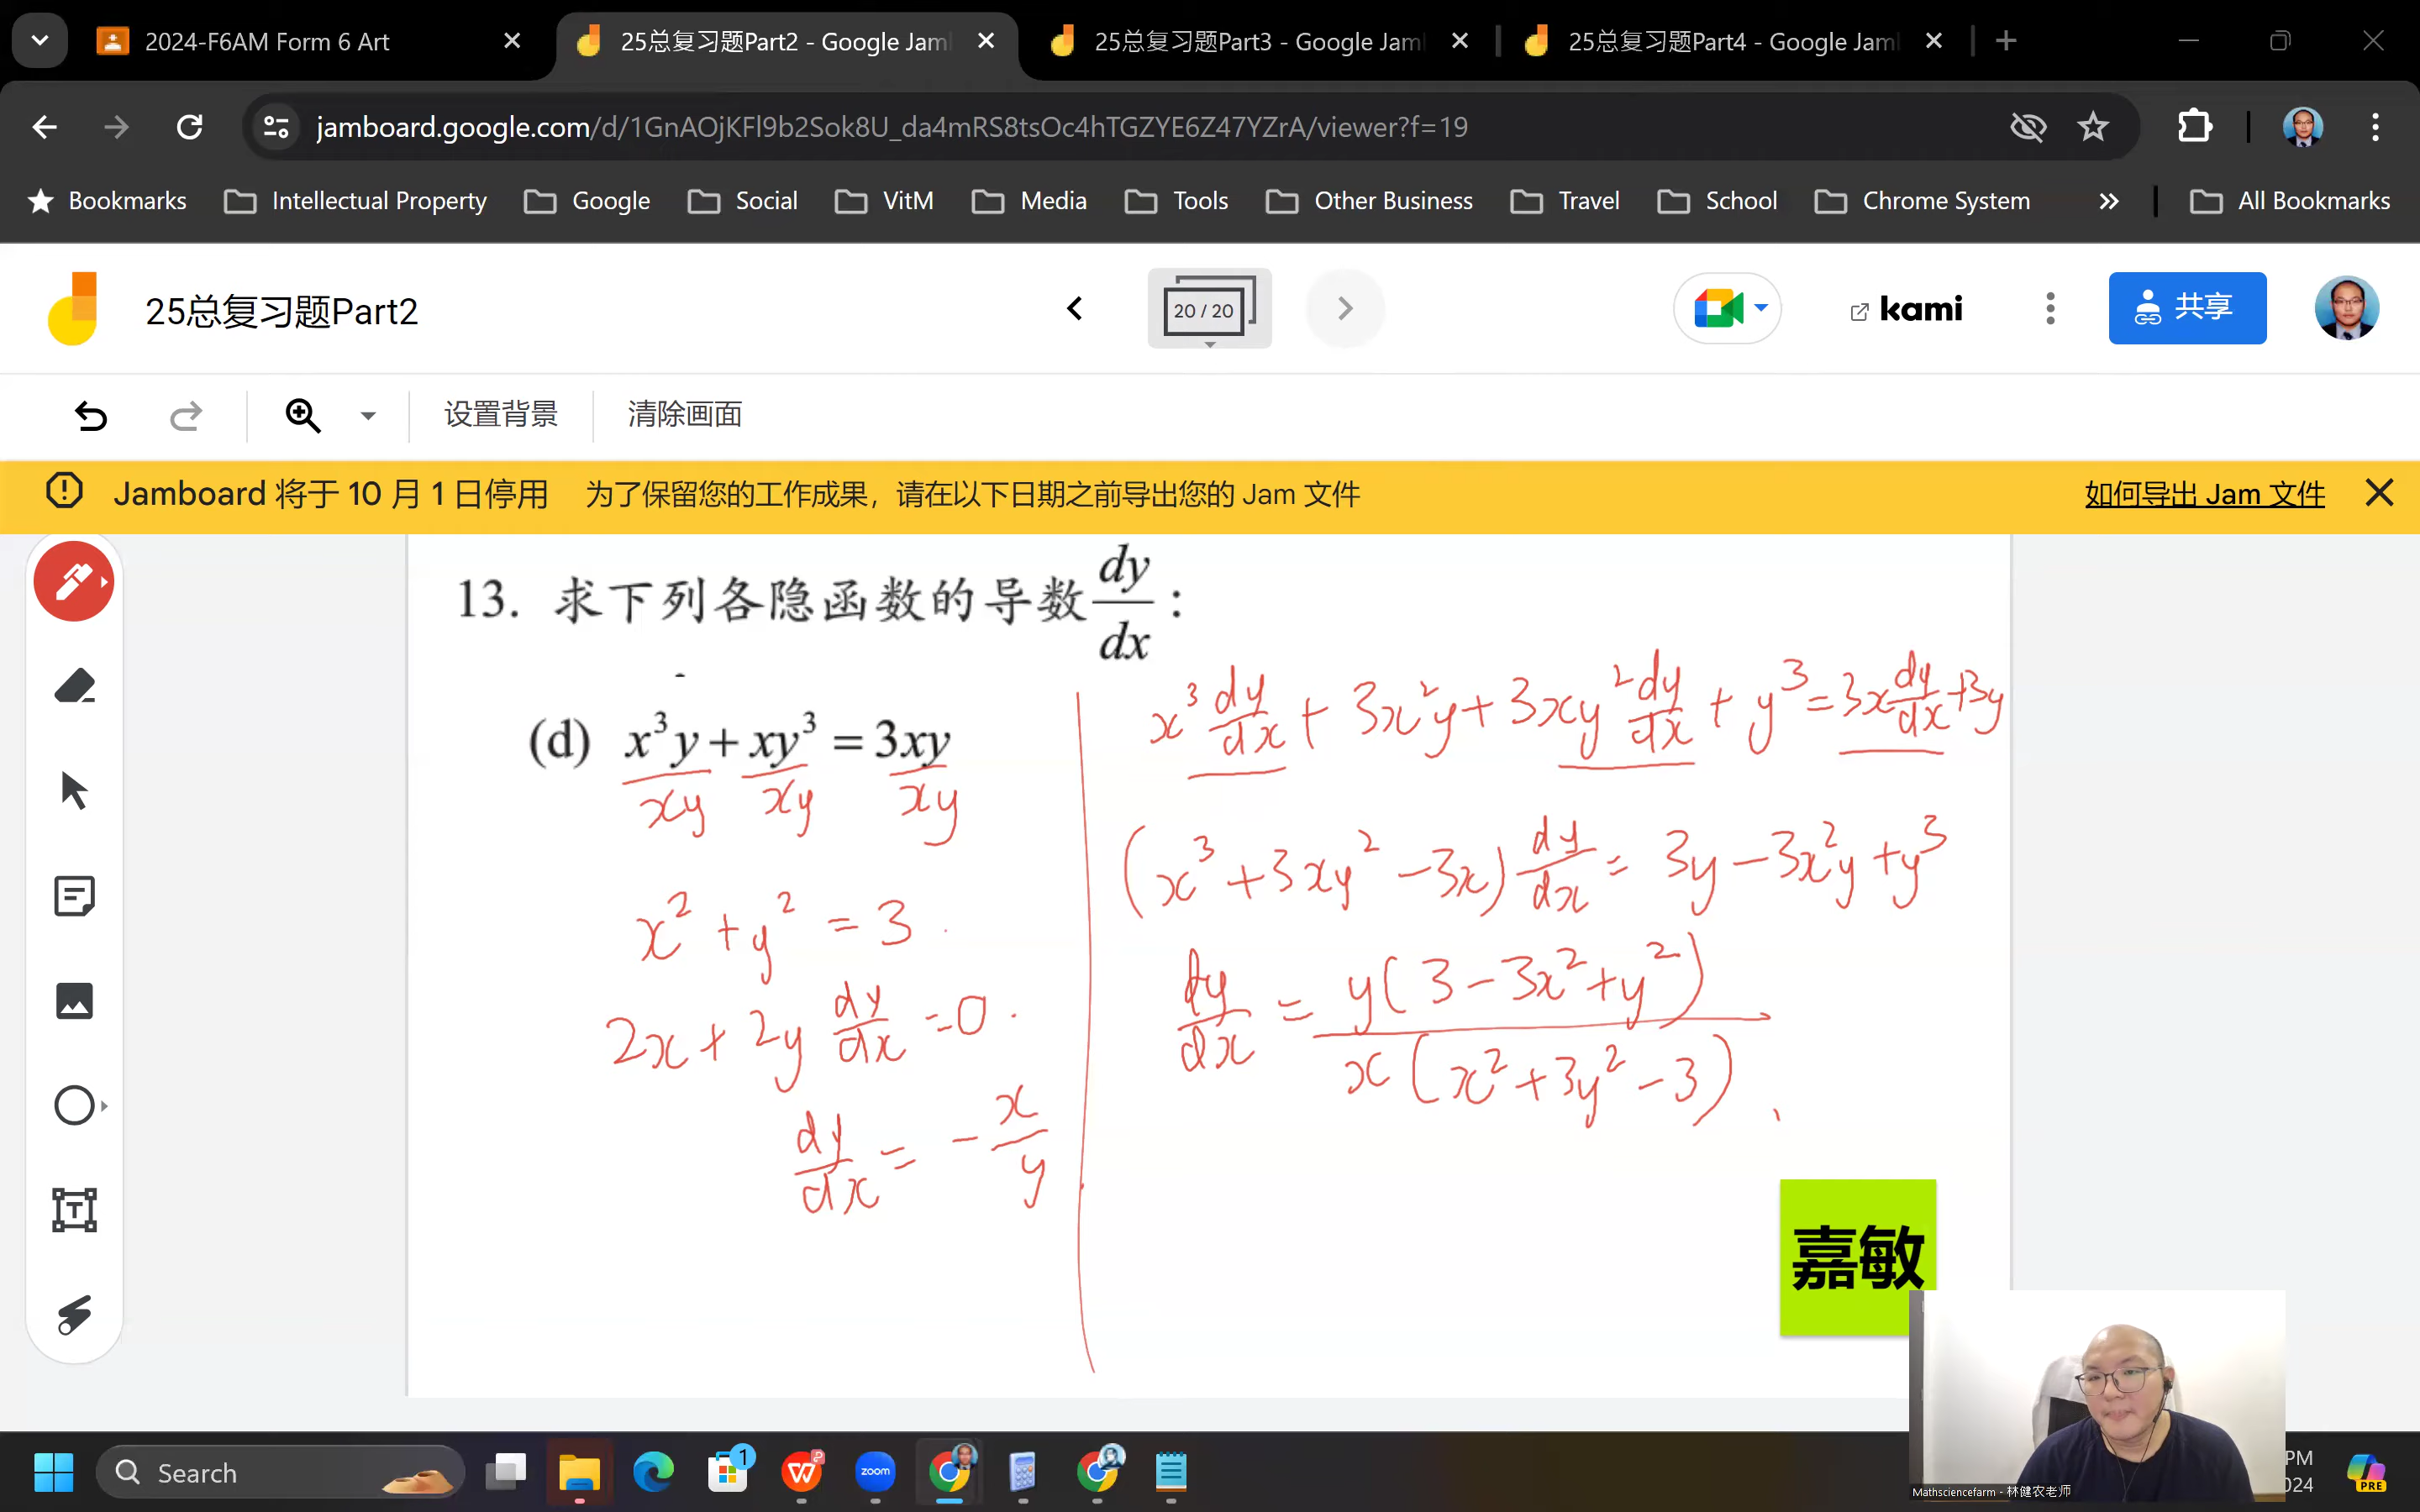 2024-F6AM Form 6 Art
25总复习题Part2 - Google Jaml
25总复习题Part3 - Google Jam
25总复习题Part4 - Google Jaml
jamboard.google.com/d/1GnAOjKFl9b2Sok8U_da4mRS8tsOc4hTGZYE6Z47YZrA/viewer?f=19
Bookmarks Intellectual Property Google Social VitM Media Tools Other Business Travel School Chrome System » All Bookmarks
25总复习题Part2
20 / 20
kami
共享
设置背景 清除画面
Jamboard 将于 10 月 1 日停用 为了保留您的工作成果，请在以下日期之前导出您的 Jam 文件 如何导出 Jam 文件
13. 求下列各隐函数的导数 dy/dx :
(d) x³y + xy³ = 3xy
xy xy xy
x² + y² = 3.
2x + 2y dy/dx = 0.
dy/dx = - x/y
x³ dy/dx + 3x²y + 3xy² dy/dx + y³ = 3x dy/dx + 3y
(x³ + 3xy² - 3x) dy/dx = 3y - 3x²y + y³
dy/dx = y(3 - 3x² + y²) / x(x² + 3y² - 3)
嘉敏
Mathsciencefarm - 林健农老师
Search
1
zoom
PM
024
PRE